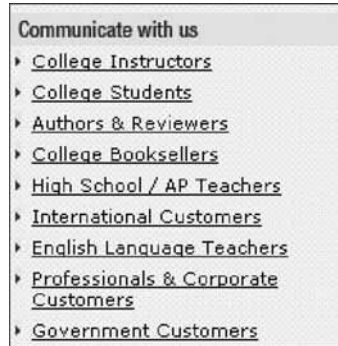 Communicate with us
College Instructors
College Students
Authors & Reviewers
College Booksellers
High School / AP Teachers
International Customers
English Language Teachers
Professionals & Corporate
Customers
Government Customers